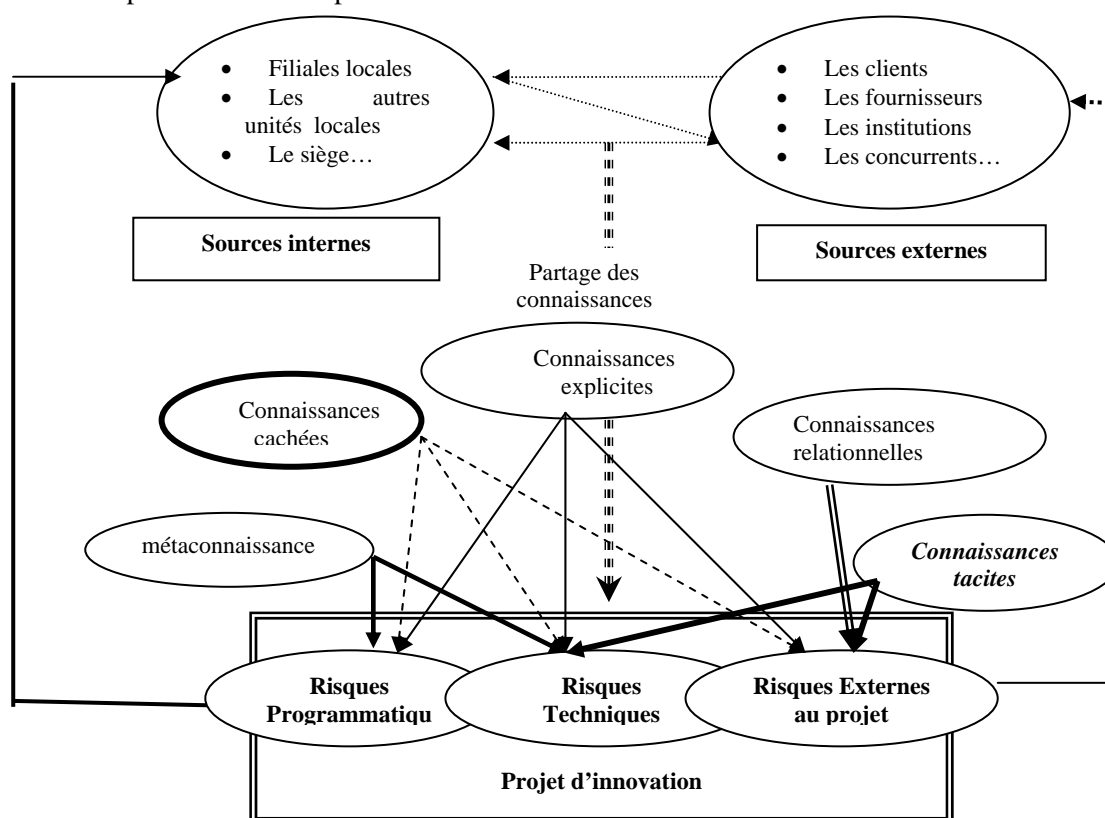 Filiales locales
Les autres
unités locales
Le siège…
Les clients
Les fournisseurs
Les institutions
Les concurrents…
Sources internes
Sources externes
Partage des
connaissances
Connaissances
explicites
Connaissances
cachées
Connaissances
relationnelles
métaconnaissance
Connaissances
tacites
Risques
Programmatiqu
Risques
Techniques
Risques Externes
au projet
Projet d’innovation